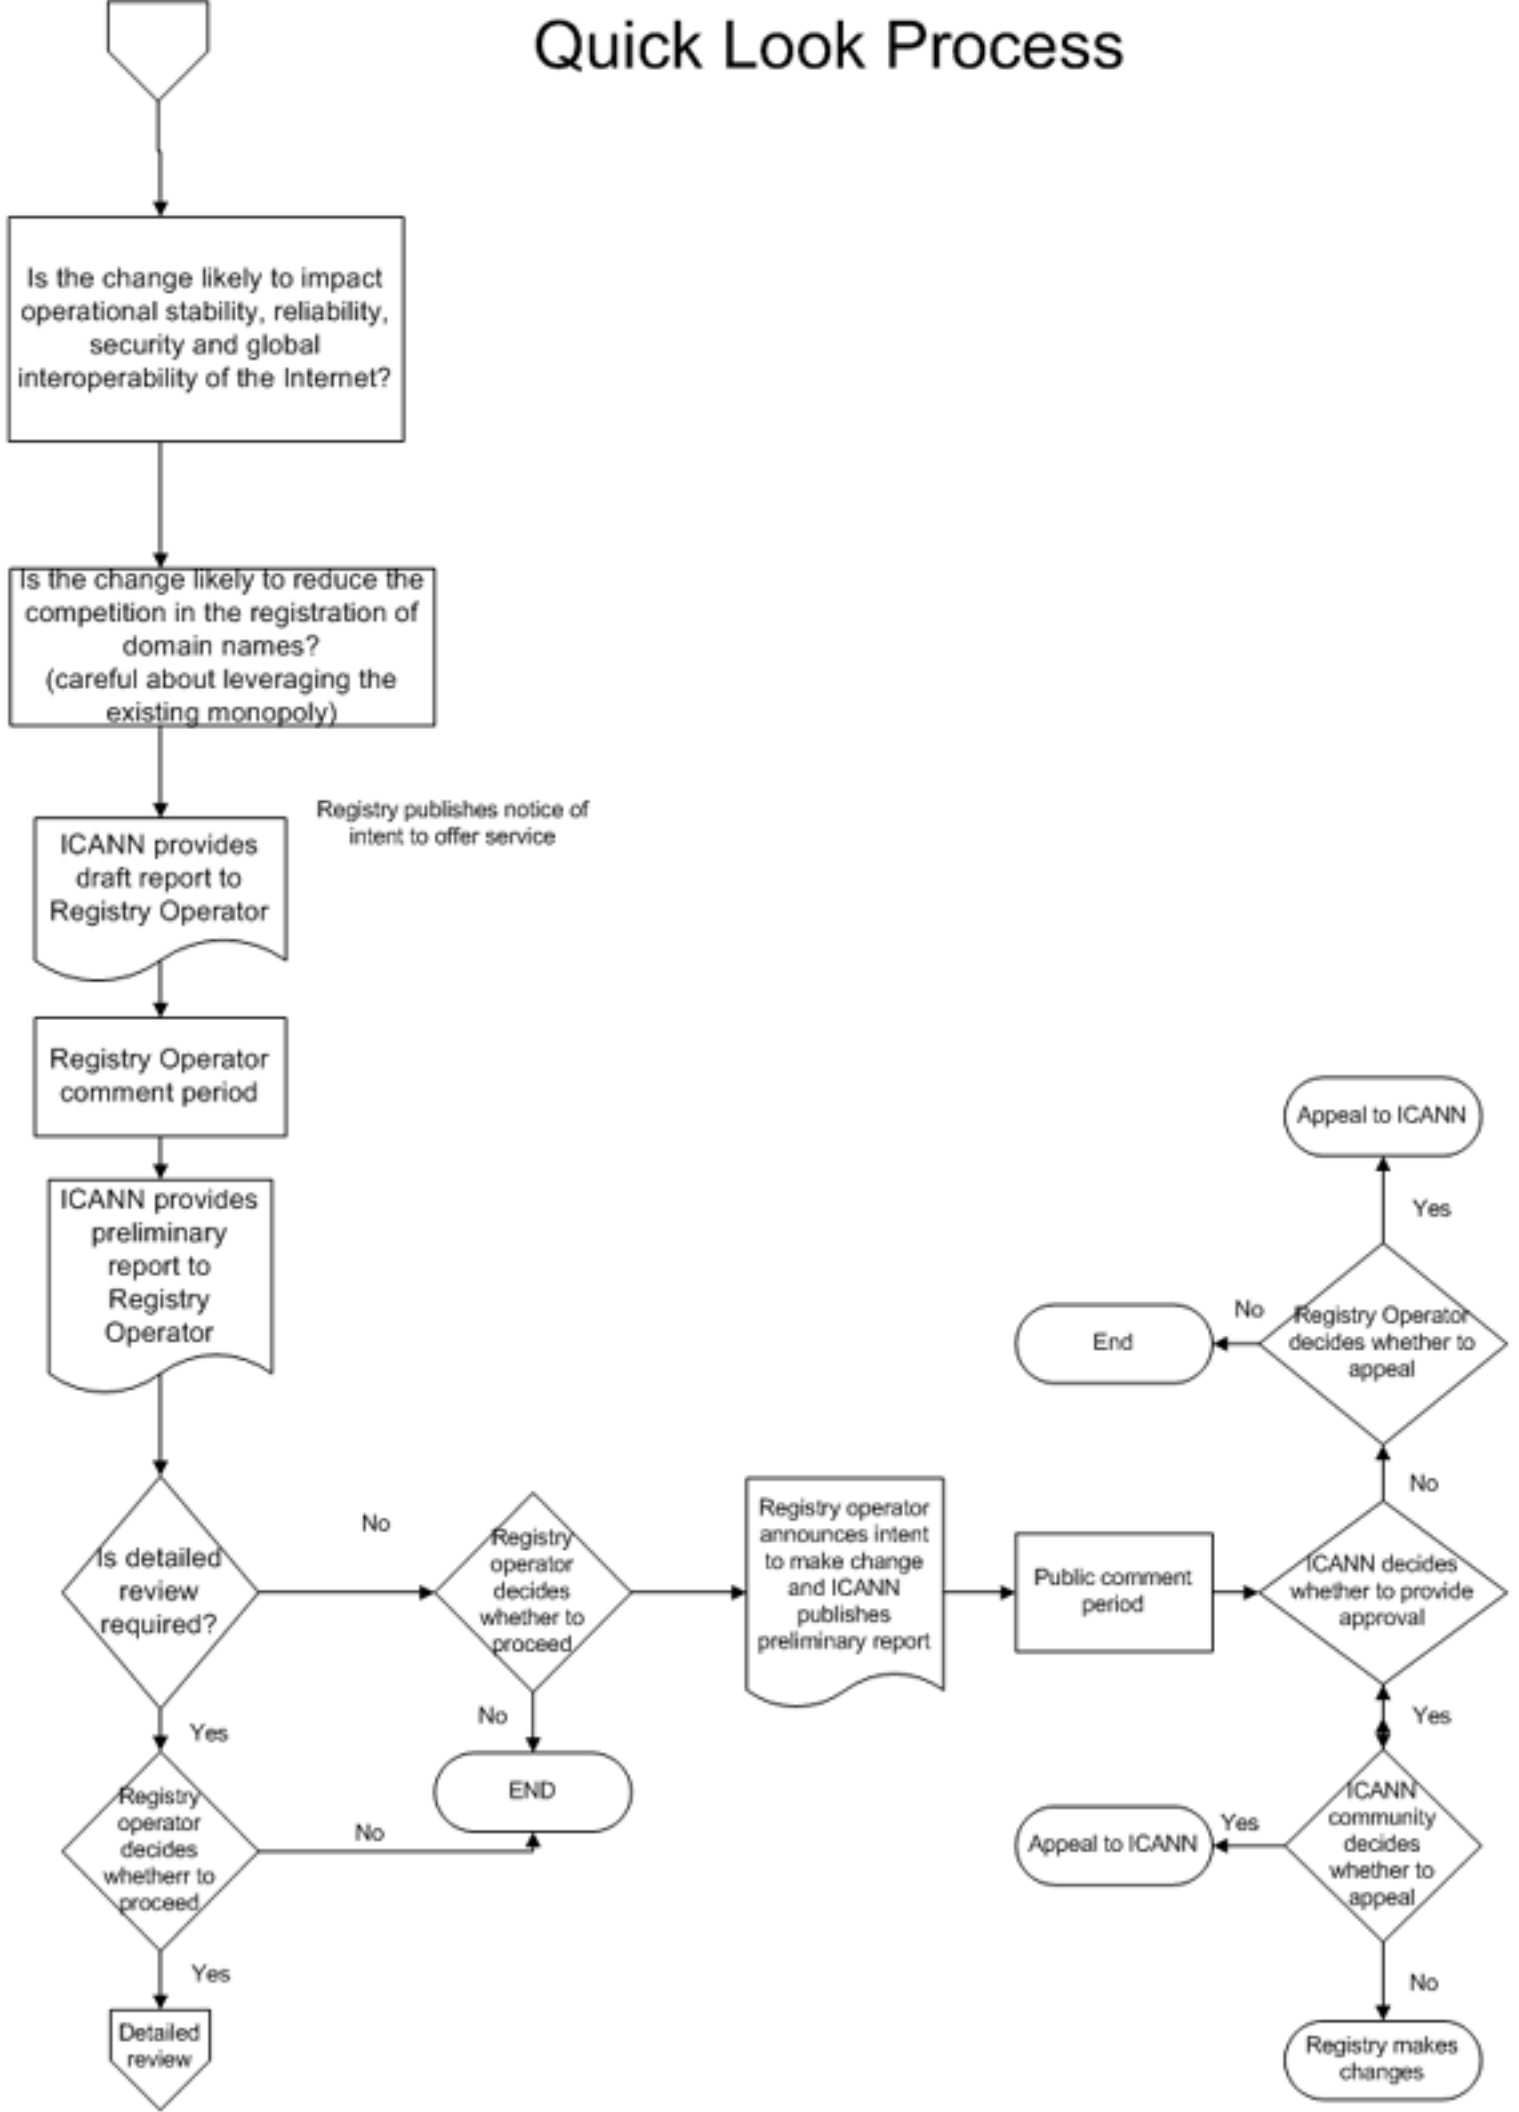 Quick Look Process
Is the change likely to impact
operational stability, reliability,
security and global
interoperability of the Internet?
Is the change likely to reduce the
competition in the registration of
domain names?
(careful about leveraging the
existing monopoly)
Registry publishes notice of
intent to offer service
ICANN provides
draft report to
Registry Operator
Registry Operator
comment period
ICANN provides
preliminary
report to
Registry
Operator
Is detailed
review
required?
No
Registry
operator
decides
whether to
proceed
No
END
Yes
Registry
operator
decides
whetherr to
proceed
No
Yes
Detailed
review
Registry operator
announces intent
to make change
and ICANN
publishes
preliminary report
Public comment
period
ICANN decides
whether to provide
approval
No
Registry Operator
decides whether to
appeal
No
End
Yes
Appeal to ICANN
Yes
ICANN
community
decides
whether to
appeal
Yes
Appeal to ICANN
No
Registry makes
changes